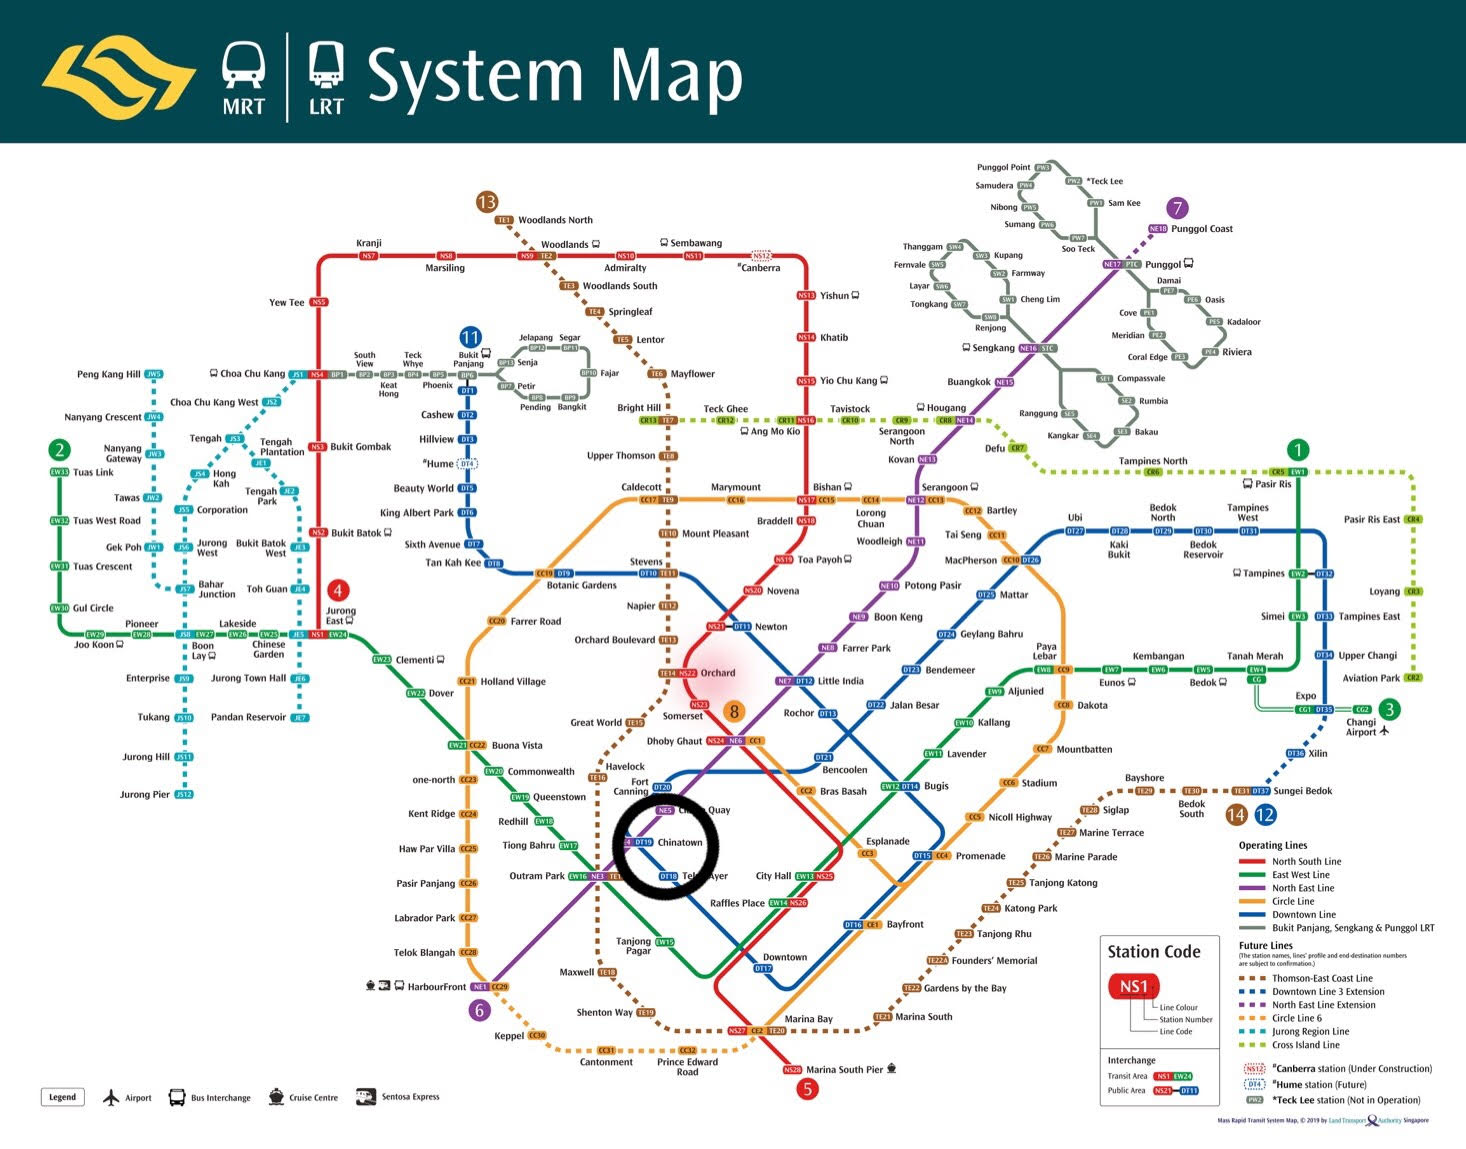 MRT
LRT
System Map
Punggol Point PW3
Samudera PW4
PW2 *Teck Lee
Nibong PW5
PW1 Sam Kee
Sumang PW6
PW7
Soo Teck
7
NE18 Punggol Coast
13
TE1 Woodlands North
Kranji
NS7
NS8
Marsiling
Woodlands
NS9 TE2
NS10
Admiralty
Sembawang
NS11
NS12
#Canberra
Thanggam SW4
SW3 Kupang
Fernvale SW5
SW2 Farmway
Layar SW6
SW1 Cheng Lim
Tongkang SW7
SW8
Renjong
NE17 PTC Punggol
Damai
PE7
PE6 Oasis
Cove PE1
PE5 Kadaloor
Meridian PE2
PE4 Riviera
Coral Edge PE3
TE3 Woodlands South
Yew Tee NS5
NS13 Yishun
TE4 Springleaf
11
NS14 Khatib
TE5 Lentor
Sengkang NE16 STC
Bukit
Panjang
BP6
DT1
Jelapang Segar
BP12 BP11
BP13 Senja
BP10 Fajar
BP7 Petir
BP8 BP9
Pending Bangkit
Peng Kang Hill JW5
Choa Chu Kang JS1 NS4 BP1
South
View
BP2
BP3
Keat
Hong
Teck
Whye
BP4
BP5
Phoenix
TE6 Mayflower
NS15 Yio Chu Kang
Buangkok NE15
SE1 Compassvale
SE2 Rumbia
SE3 Bakau
Ranggung SE5
Kangkar SE4
Choa Chu Kang West JS2
Nanyang Crescent JW4
Cashew DT2
Bright Hill
CR13 TE7
Teck Ghee
CR12
CR11 NS16
Ang Mo Kio
Tavistock
CR10
CR9
Serangoon
North
Hougang
CR8 NE14
Defu CR7
Tampines North
CR6
CR5 EW1
Pasir Ris
1
2
EW33 Tuas Link
Nanyang
Gateway JW3
Tengah
JS3
Tengah
Plantation
JE1
NS3 Bukit Gombak
Hillview DT3
#Hume DT4
Upper Thomson TE8
Kovan NE13
JS4 Hong
Kah
Tengah
Park
JE2
Tawas JW2
JS5 Corporation
Beauty World DT5
King Albert Park DT6
Caldecott
CC17 TE9
Marymount
CC16
Bishan
NS17 CC15
CC14
Lorong
Chuan
Serangoon
NE12 CC13
CC12 Bartley
EW32 Tuas West Road
Gek Poh JW1
JS6 Jurong
West
Bukit Batok
West JE3
NS2 Bukit Batok
Sixth Avenue DT7
Tan Kah Kee DT8
TE10 Mount Pleasant
Braddell NS18
Woodleigh NE11
Tai Seng CC11
MacPherson CC10 DT26
Ubi
DT27
DT28
Kaki
Bukit
Bedok
North
DT29
DT30
Bedok
Reservoir
Tampines
West
DT31
Pasir Ris East CR4
EW31 Tuas Crescent
JS7 Bahar
Junction
Toh Guan JE4
4
CC19 DT9
Botanic Gardens
Stevens
DT10 TE11
NS19 Toa Payoh
NS20 Novena
NE10 Potong Pasir
DT25 Mattar
Tampines EW2 DT32
Loyang CR3
EW30 Gul Circle
EW29
Joo Koon
Pioneer
EW28
JS8 EW27
Boon
Lay
Lakeside
EW26
EW25
Chinese
Garden
JE5 NS1 EW24
Jurong
East
CC20 Farrer Road
Napier TE12
NE9 Boon Keng
Simei EW3
DT33 Tampines East
Orchard Boulevard TE13
NS21 DT11 Newton
NE8 Farrer Park
DT24 Geylang Bahru
EW23 Clementi
Enterprise JS9
Jurong Town Hall JE6
EW22 Dover
CC21 Holland Village
TE14 NS22 Orchard
NE7 DT12 Little India
DT23 Bendemeer
Paya
Lebar
EW8 CC9
EW7
Eunos
Kembangan
EW6
EW5
Bedok
Tanah Merah
EW4
CG
DT34 Upper Changi
Aviation Park CR2
Tukang JS10
Pandan Reservoir JE7
NS23
Somerset
8
Great World TE15
Rochor DT13
DT22 Jalan Besar
EW9 Aljunied
CC8 Dakota
Expo
CG1 DT35
CG2
Changi
Airport
3
EW10 Kallang
Jurong Hill JS11
EW21 CC22 Buona Vista
Dhoby Ghaut NS24 NE6 CC1
DT21
Bencoolen
EW11 Lavender
CC7 Mountbatten
DT36 Xilin
Jurong Pier JS12
one-north CC23
EW20 Commonwealth
Havelock
TE16
Fort
Canning
DT20
CC2 Bras Basah
EW12 DT14 Bugis
CC6 Stadium
Bayshore
TE29
TE30
Bedok
South
TE31 DT37 Sungei Bedok
14 12
Kent Ridge CC24
EW19 Queenstown
NE5 Quay
CC5 Nicoll Highway
TE28 Siglap
Redhill EW18
TE27 Marine Terrace
Haw Par Villa CC25
Tiong Bahru EW17
DT19 Chinatown
Esplanade
CC3
DT15 CC4 Promenade
TE26 Marine Parade
Pasir Panjang CC26
Outram Park EW16 NE3
DT18 Ayer
City Hall EW13 NS25
TE25 Tanjong Katong
Labrador Park CC27
Raffles Place EW14 NS26
DT16 CE1 Bayfront
TE24 Katong Park
TE23 Tanjong Rhu
Telok Blangah CC28
Tanjong
Pagar
EW15
Downtown
DT17
TE22A Founders' Memorial
Maxwell TE18
HarbourFront NE1 CC29
6
TE22 Gardens by the Bay
Shenton Way TE19
Marina Bay
NS27 CE2 TE20
TE21 Marina South
Keppel CC30
CC31
Cantonment
CC32
Prince Edward
Road
NS28 Marina South Pier
5
Operating Lines
North South Line
East West Line
North East Line
Circle Line
Downtown Line
Bukit Panjang, Sengkang & Punggol LRT
Future Lines
(The station names, lines' profile and end-destination numbers
are subject to confirmation.)
Thomson-East Coast Line
Downtown Line 3 Extension
North East Line Extension
Circle Line 6
Jurong Region Line
Cross Island Line
NS12 #Canberra station (Under Construction)
DT4 #Hume station (Future)
PW2 *Teck Lee station (Not in Operation)
Station Code
NS1
Line Colour
Station Number
Line Code
Interchange
Transit Area NS1 EW24
Public Area NS21 DT11
Legend
Airport
Bus Interchange
Cruise Centre
Sentosa Express
Mass Rapid Transit System Map, © 2019 by Land Transport Authority Singapore